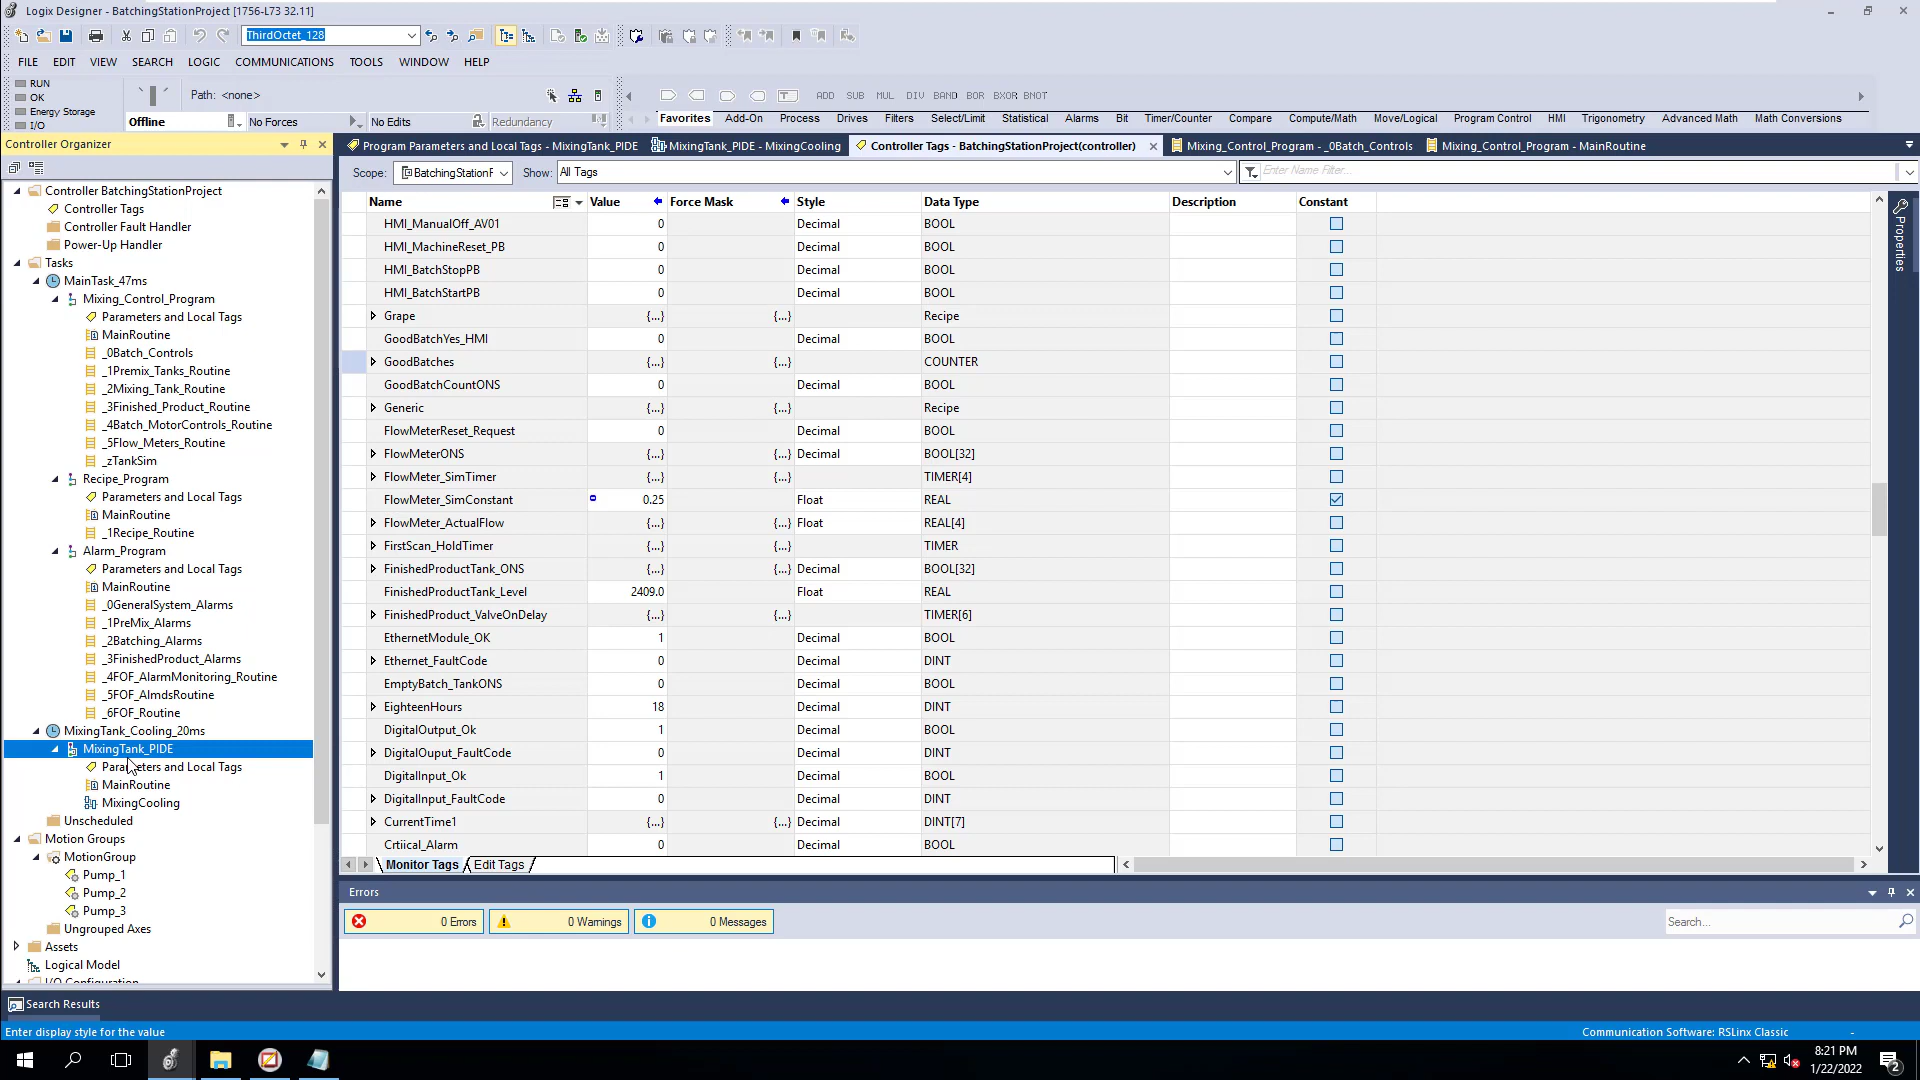 Logix Designer - BatchingStationProject [1756-L73 32.11]
ThirdOctet_128
FILE EDIT VIEW SEARCH LOGIC COMMUNICATIONS TOOLS WINDOW HELP
RUN
OK
Energy Storage
I/O
Path: <none>
Offline No Forces No Edits Redundancy
ADD SUB MUL DIV BAND BOR BXOR BNOT
Favorites Add-On Process Drives Filters Select/Limit Statistical Alarms Bit Timer/Counter Compare Compute/Math Move/Logical Program Control HMI Trigonometry Advanced Math Math Conversions
Controller Organizer
Controller BatchingStationProject
Controller Tags
Controller Fault Handler
Power-Up Handler
Tasks
MainTask_47ms
Mixing_Control_Program
Parameters and Local Tags
MainRoutine
_0Batch_Controls
_1Premix_Tanks_Routine
_2Mixing_Tank_Routine
_3Finished_Product_Routine
_4Batch_MotorControls_Routine
_5Flow_Meters_Routine
_zTankSim
Recipe_Program
Parameters and Local Tags
MainRoutine
_1Recipe_Routine
Alarm_Program
Parameters and Local Tags
MainRoutine
_0GeneralSystem_Alarms
_1PreMix_Alarms
_2Batching_Alarms
_3FinishedProduct_Alarms
_4FOF_AlarmMonitoring_Routine
_5FOF_AlmdsRoutine
_6FOF_Routine
MixingTank_Cooling_20ms
MixingTank_PIDE
Parameters and Local Tags
MainRoutine
MixingCooling
Unscheduled
Motion Groups
MotionGroup
Pump_1
Pump_2
Pump_3
Ungrouped Axes
Assets
Logical Model
I/O Configuration
Program Parameters and Local Tags - MixingTank_PIDE MixingTank_PIDE - MixingCooling Controller Tags - BatchingStationProject(controller) Mixing_Control_Program - _0Batch_Controls Mixing_Control_Program - MainRoutine
Scope: BatchingStationF Show: All Tags Enter Name Filter...
Name Value Force Mask Style Data Type Description Constant
HMI_ManualOff_AV01 0 Decimal BOOL
HMI_MachineReset_PB 0 Decimal BOOL
HMI_BatchStopPB 0 Decimal BOOL
HMI_BatchStartPB 0 Decimal BOOL
Grape {...} {...} Recipe
GoodBatchYes_HMI 0 Decimal BOOL
GoodBatches {...} {...} COUNTER
GoodBatchCountONS 0 Decimal BOOL
Generic {...} {...} Recipe
FlowMeterReset_Request 0 Decimal BOOL
FlowMeterONS {...} {...} Decimal BOOL[32]
FlowMeter_SimTimer {...} {...} TIMER[4]
FlowMeter_SimConstant 0.25 Float REAL
FlowMeter_ActualFlow {...} {...} Float REAL[4]
FirstScan_HoldTimer {...} {...} TIMER
FinishedProductTank_ONS {...} {...} Decimal BOOL[32]
FinishedProductTank_Level 2409.0 Float REAL
FinishedProduct_ValveOnDelay {...} {...} TIMER[6]
EthernetModule_OK 1 Decimal BOOL
Ethernet_FaultCode 0 Decimal DINT
EmptyBatch_TankONS 0 Decimal BOOL
EighteenHours 18 Decimal DINT
DigitalOutput_Ok 1 Decimal BOOL
DigitalOuput_FaultCode 0 Decimal DINT
DigitalInput_Ok 1 Decimal BOOL
DigitalInput_FaultCode 0 Decimal DINT
CurrentTime1 {...} {...} Decimal DINT[7]
Crtiical_Alarm 0 Decimal BOOL
Monitor Tags Edit Tags
Properties
Errors
0 Errors 0 Warnings 0 Messages Search...
Search Results
Enter display style for the value Communication Software: RSLinx Classic
8:21 PM
1/22/2022
2